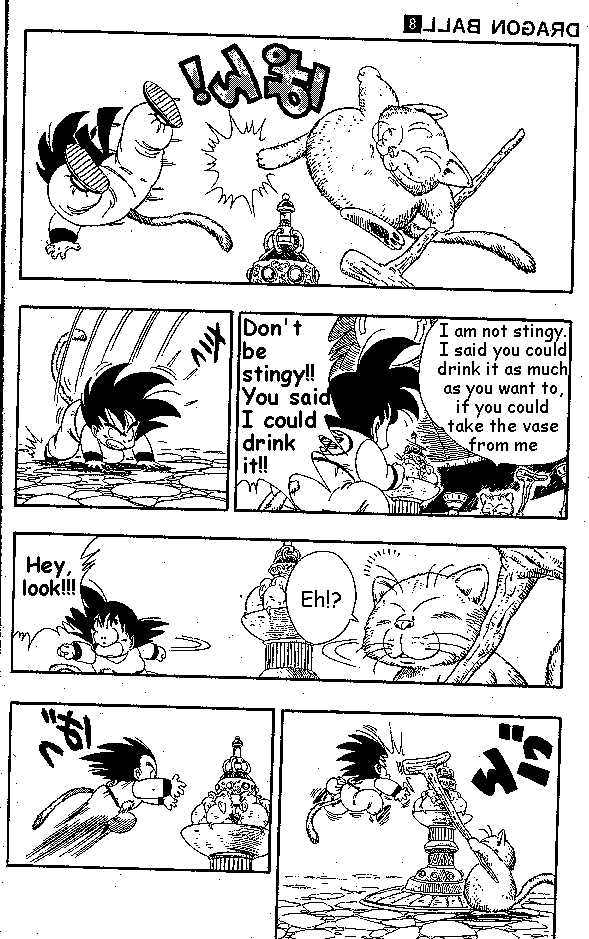 DRAGON BALL 8
Don't
be
stingy!!
You said
I could
drink
it!!
I am not stingy.
I said you could
drink it as much
as you want to,
if you could
take the vase
from me
Hey,
look!!!
Eh!?